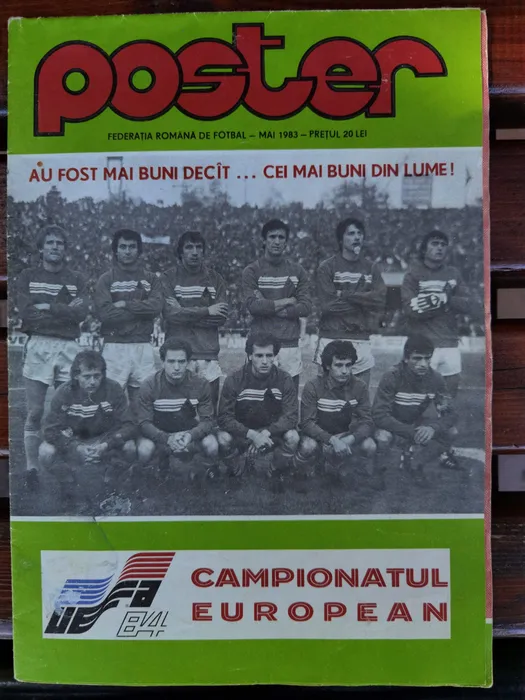 poster
FEDERAȚIA ROMÂNĂ DE FOTBAL – MAI 1983 – PREȚUL 20 LEI
AU FOST MAI BUNI DECÎT ... CEI MAI BUNI DIN LUME!
UEFA
E 84
CAMPIONATUL
EUROPEAN